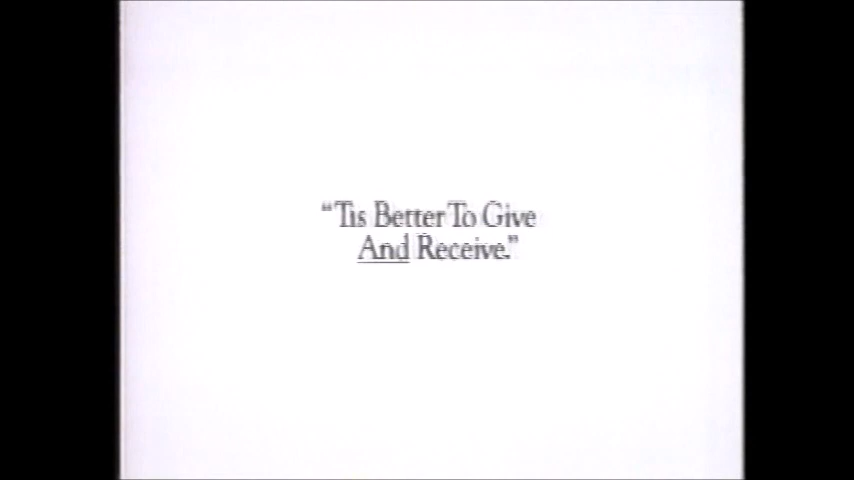 “Tis Better To Give
And Receive.”